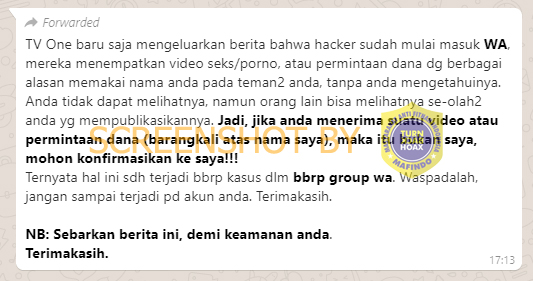 Forwarded
TV One baru saja mengeluarkan berita bahwa hacker sudah mulai masuk WA,
mereka menempatkan video seks/porno, atau permintaan dana dg berbagai
alasan memakai nama anda pada teman2 anda, tanpa anda mengetahuinya.
Anda tidak dapat melihatnya, namun orang lain bisa melihatnya se-olah2
anda yg mempublikasikannya. Jadi, jika anda menerima suatu video atau
permintaan dana (barangkali atas nama saya), maka itu bukan saya,
mohon konfirmasikan ke saya!!!
Ternyata hal ini sdh terjadi bbrp kasus dlm bbrp group wa. Waspadalah,
jangan sampai terjadi pd akun anda. Terimakasih.
NB: Sebarkan berita ini, demi keamanan anda.
Terimakasih.
17:13
SCREENSHOT BY
TURN
HOAX
MAFINDO